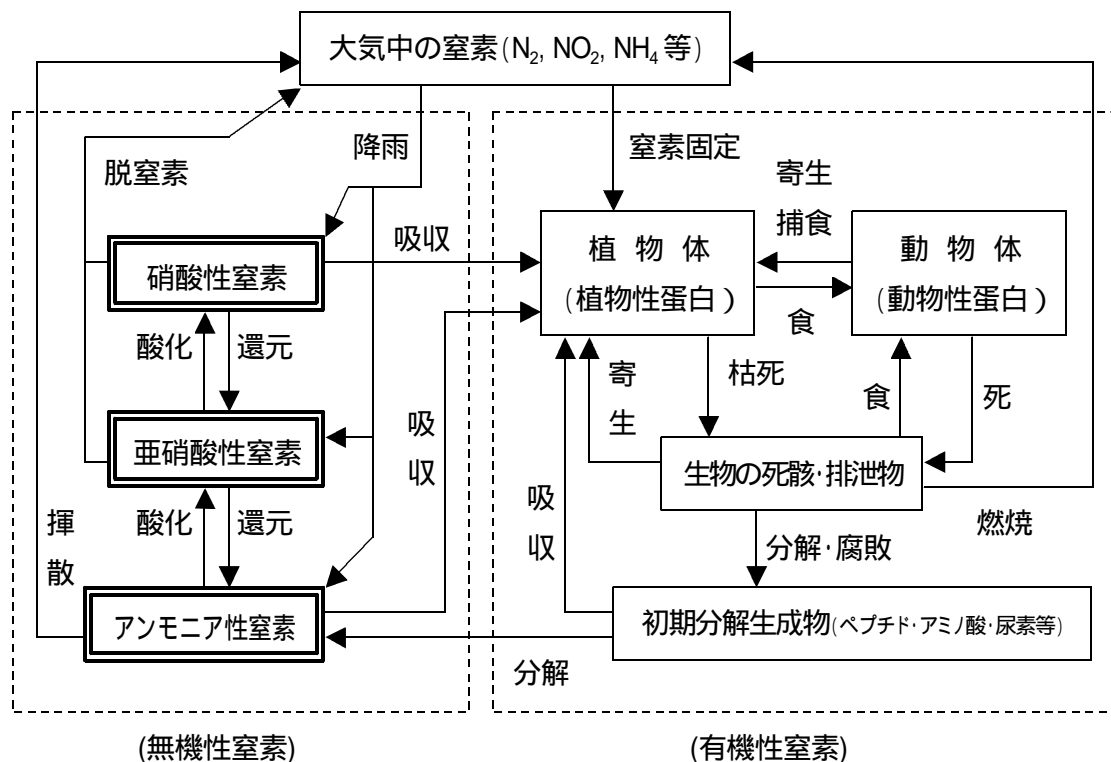 大気中の窒素(N2, NO2, NH4 等)
脱窒素
降雨
窒素固定
寄生
捕食
硝酸性窒素
吸収
植 物 体
(植物性蛋白)
動 物 体
(動物性蛋白)
食
酸化
還元
吸
収
寄
生
枯死
食
死
亜硝酸性窒素
生物の死骸·排泄物
酸化
還元
揮
散
吸
収
分解·腐敗
燃焼
アンモニア性窒素
初期分解生成物(ペプチド·アミノ酸·尿素等)
分解
(無機性窒素)
(有機性窒素)